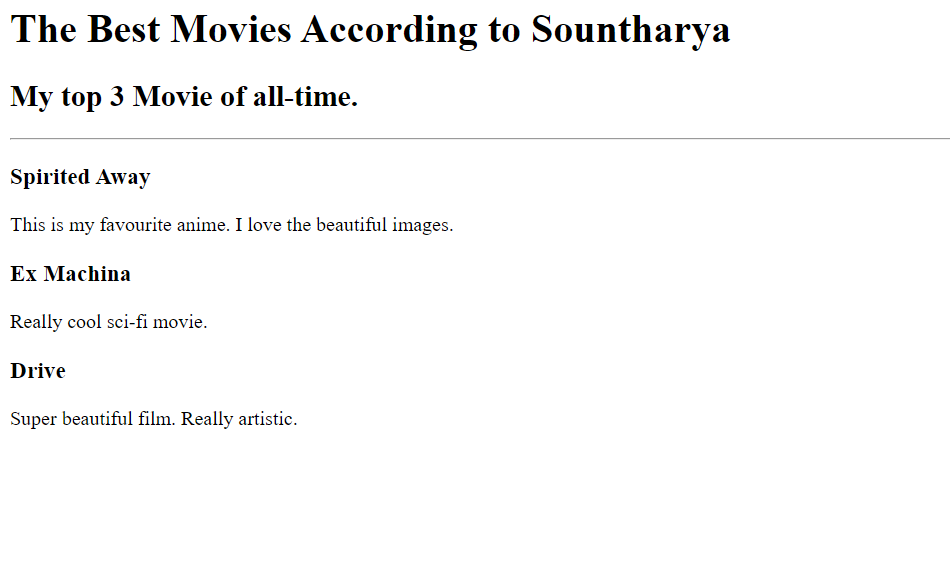 The Best Movies According to Sountharya
My top 3 Movie of all-time.
Spirited Away
This is my favourite anime. I love the beautiful images.
Ex Machina
Really cool sci-fi movie.
Drive
Super beautiful film. Really artistic.